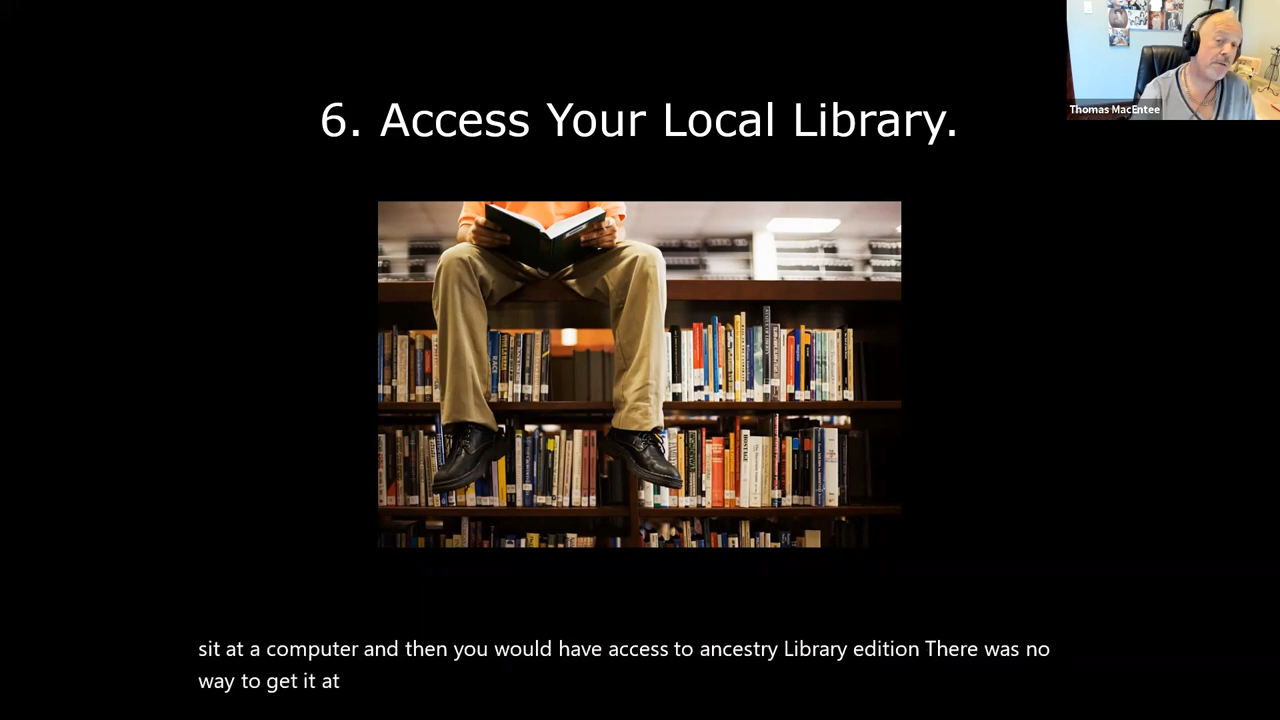 Thomas MacEntee
6. Access Your Local Library.
sit at a computer and then you would have access to ancestry Library edition There was no
way to get it at